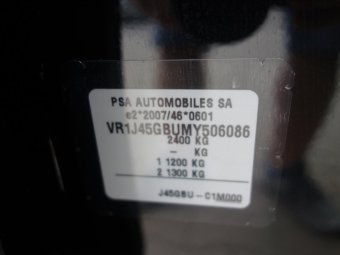 PSA AUTOMOBILES SA
e2*2007/46*0601
VR1J45GBUMY506086
2400 KG
- KG
1 1200 KG
2 1300 KG
J45GBU - C1M000